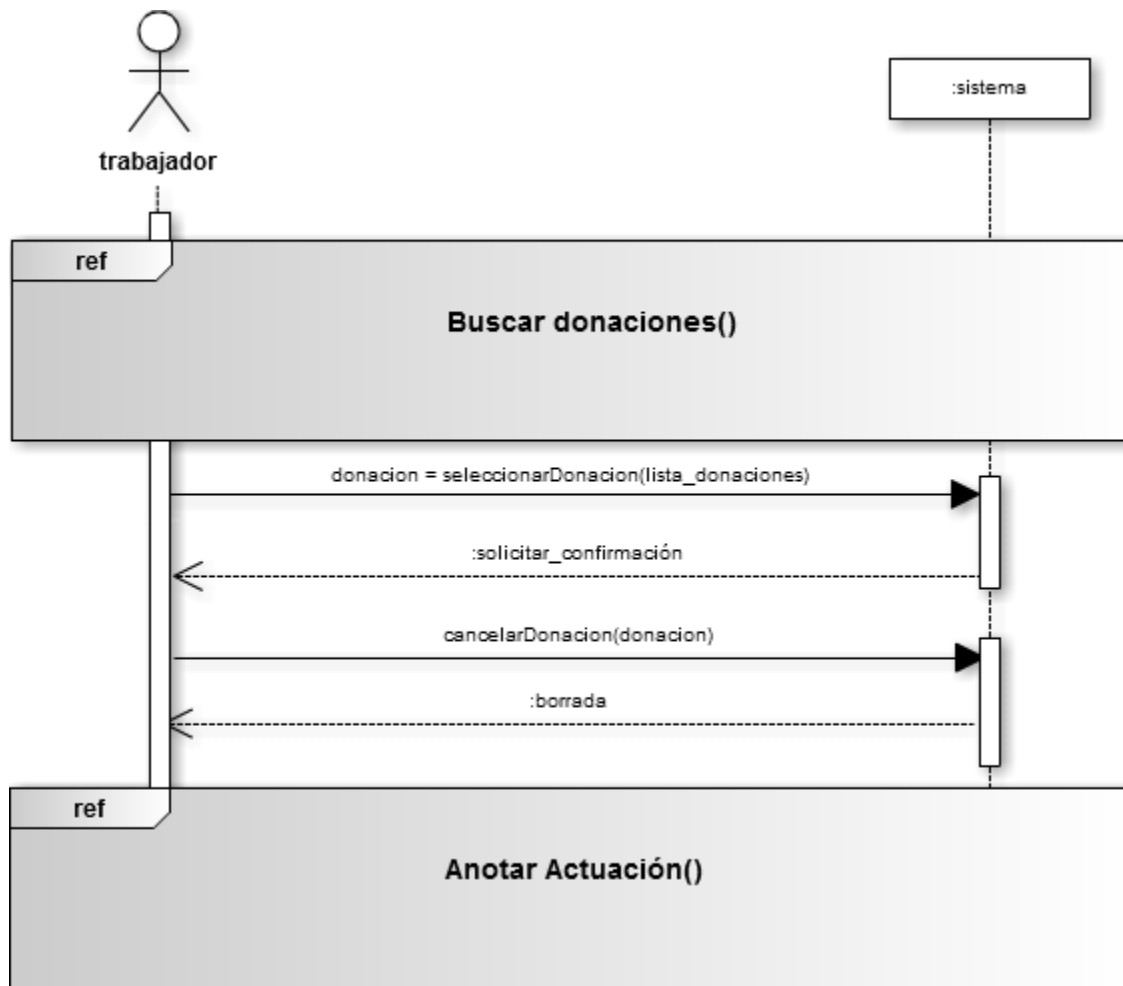 :sistema
trabajador
ref
Buscar donaciones()
donacion = seleccionarDonacion(lista_donaciones)
:solicitar_confirmación
cancelarDonacion(donacion)
:borrada
ref
Anotar Actuación()